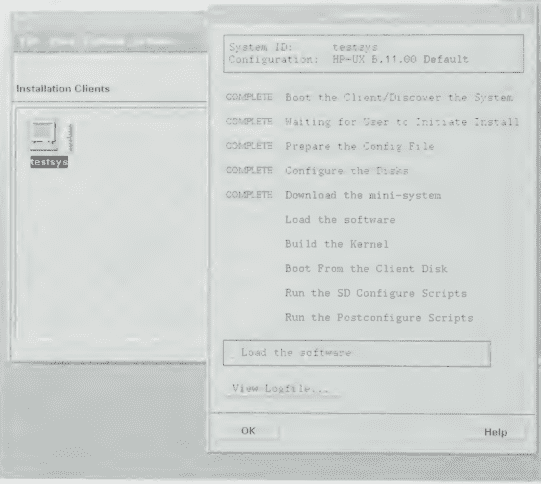 Installation Clients
testsys
System ID: testsys
Configuration: HP-UX B.11.00 Default
COMPLETE Boot the Client/Discover the System
COMPLETE Waiting for User to Initiate Install
COMPLETE Prepare the Config File
COMPLETE Configure the Disks
COMPLETE Download the mini-system
Load the software
Build the Kernel
Boot From the Client Disk
Run the SD Configure Scripts
Run the Postconfigure Scripts
Load the software
View Logfile...
OK Help